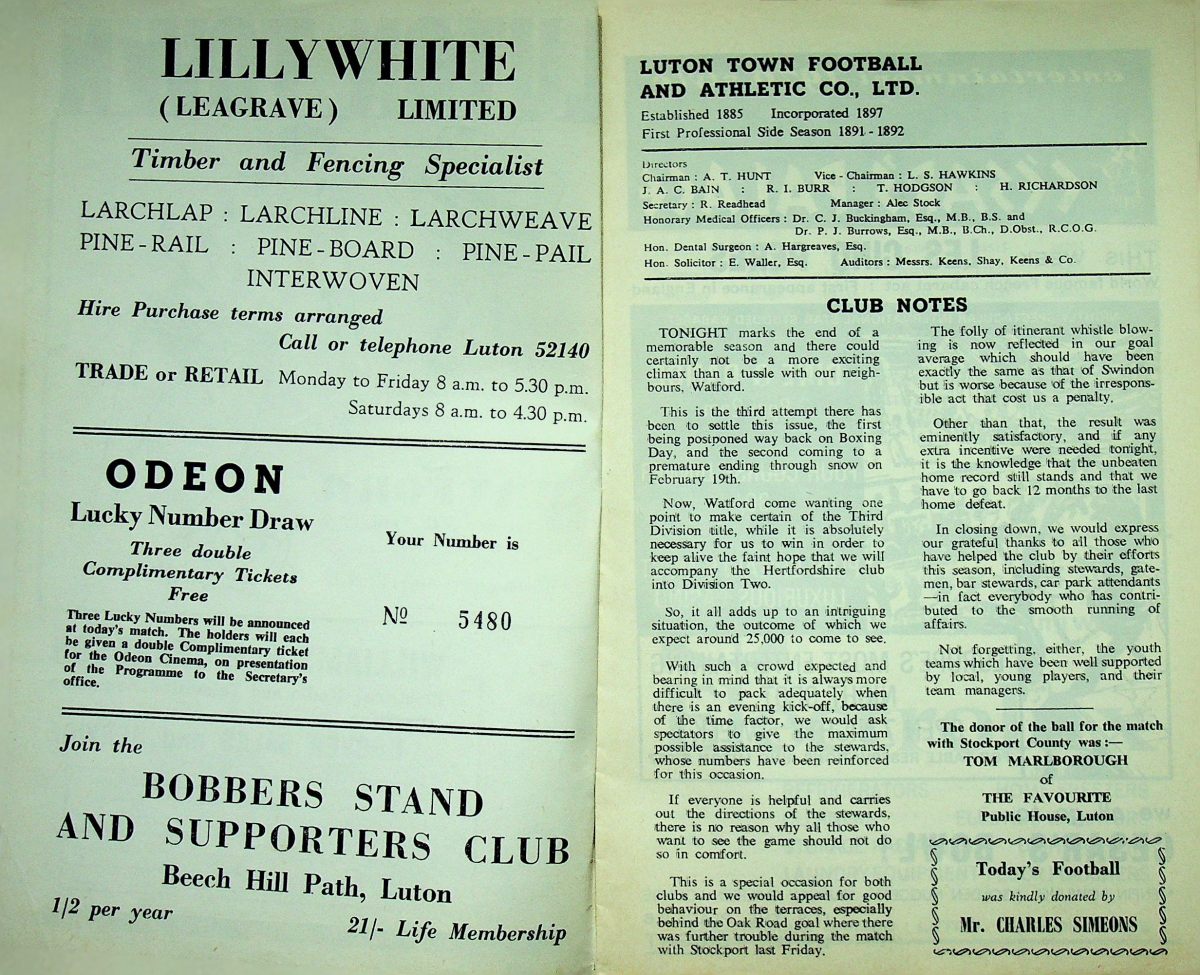 LILLYWHITE
(LEAGRAVE) LIMITED
Timber and Fencing Specialist
LARCHLAP : LARCHLINE : LARCHWEAVE
PINE-RAIL : PINE-BOARD : PINE-PAIL
INTERWOVEN
Hire Purchase terms arranged
Call or telephone Luton 52140
TRADE or RETAIL Monday to Friday 8 a.m. to 5.30 p.m.
Saturdays 8 a.m. to 4.30 p.m.
ODEON
Lucky Number Draw
Three double
Complimentary Tickets
Free
Three Lucky Numbers will be announced
at today's match. The holders will each
be given a double Complimentary ticket
for the Odeon Cinema, on presentation
of the Programme to the Secretary's
office.
Your Number is
Nº 5480
Join the
BOBBERS STAND
AND SUPPORTERS CLUB
Beech Hill Path, Luton
1/2 per year
21/- Life Membership
LUTON TOWN FOOTBALL
AND ATHLETIC CO., LTD.
Established 1885 Incorporated 1897
First Professional Side Season 1891 - 1892
Directors
Chairman : A. T. HUNT Vice - Chairman : L. S. HAWKINS
J. A. C. BAIN : R. I. BURR : T. HODGSON : H. RICHARDSON
Secretary : R. Readhead Manager : Alec Stock
Honorary Medical Officers : Dr. C. J. Buckingham, Esq., M.B., B.S. and
Dr. P. J. Burrows, Esq., M.B., B.Ch., D.Obst., R.C.O.G.
Hon. Dental Surgeon : A. Hargreaves, Esq.
Hon. Solicitor : E. Waller, Esq. Auditors : Messrs. Keens, Shay, Keens & Co.
CLUB NOTES
TONIGHT marks the end of a
memorable season and there could
certainly not be a more exciting
climax than a tussle with our neigh-
bours, Watford.
This is the third attempt there has
been to settle this issue, the first
being postponed way back on Boxing
Day, and the second coming to a
premature ending through snow on
February 19th.
Now, Watford come wanting one
point to make certain of the Third
Division title, while it is absolutely
necessary for us to win in order to
keep alive the faint hope that we will
accompany the Hertfordshire club
into Division Two.
So, it all adds up to an intriguing
situation, the outcome of which we
expect around 25,000 to come to see.
With such a crowd expected and
bearing in mind that it is always more
difficult to pack adequately when
there is an evening kick-off, because
of the time factor, we would ask
spectators to give the maximum
possible assistance to the stewards,
whose numbers have been reinforced
for this occasion.
If everyone is helpful and carries
out the directions of the stewards,
there is no reason why all those who
want to see the game should not do
so in comfort.
This is a special occasion for both
clubs and we would appeal for good
behaviour on the terraces, especially
behind the Oak Road goal where there
was further trouble during the match
with Stockport last Friday.
The folly of itinerant whistle blow-
ing is now reflected in our goal
average which should have been
exactly the same as that of Swindon
but is worse because of the irrespons-
ible act that cost us a penalty.
Other than that, the result was
eminently satisfactory, and if any
extra incentive were needed tonight,
it is the knowledge that the unbeaten
home record still stands and that we
have to go back 12 months to the last
home defeat.
In closing down, we would express
our grateful thanks to all those who
have helped the club by their efforts
this season, including stewards, gate-
men, bar stewards, car park attendants
—in fact everybody who has contri-
buted to the smooth running of
affairs.
Not forgetting, either, the youth
teams which have been well supported
by local, young players, and their
team managers.
The donor of the ball for the match
with Stockport County was :—
TOM MARLBOROUGH
of
THE FAVOURITE
Public House, Luton
Today's Football
was kindly donated by
Mr. CHARLES SIMEONS